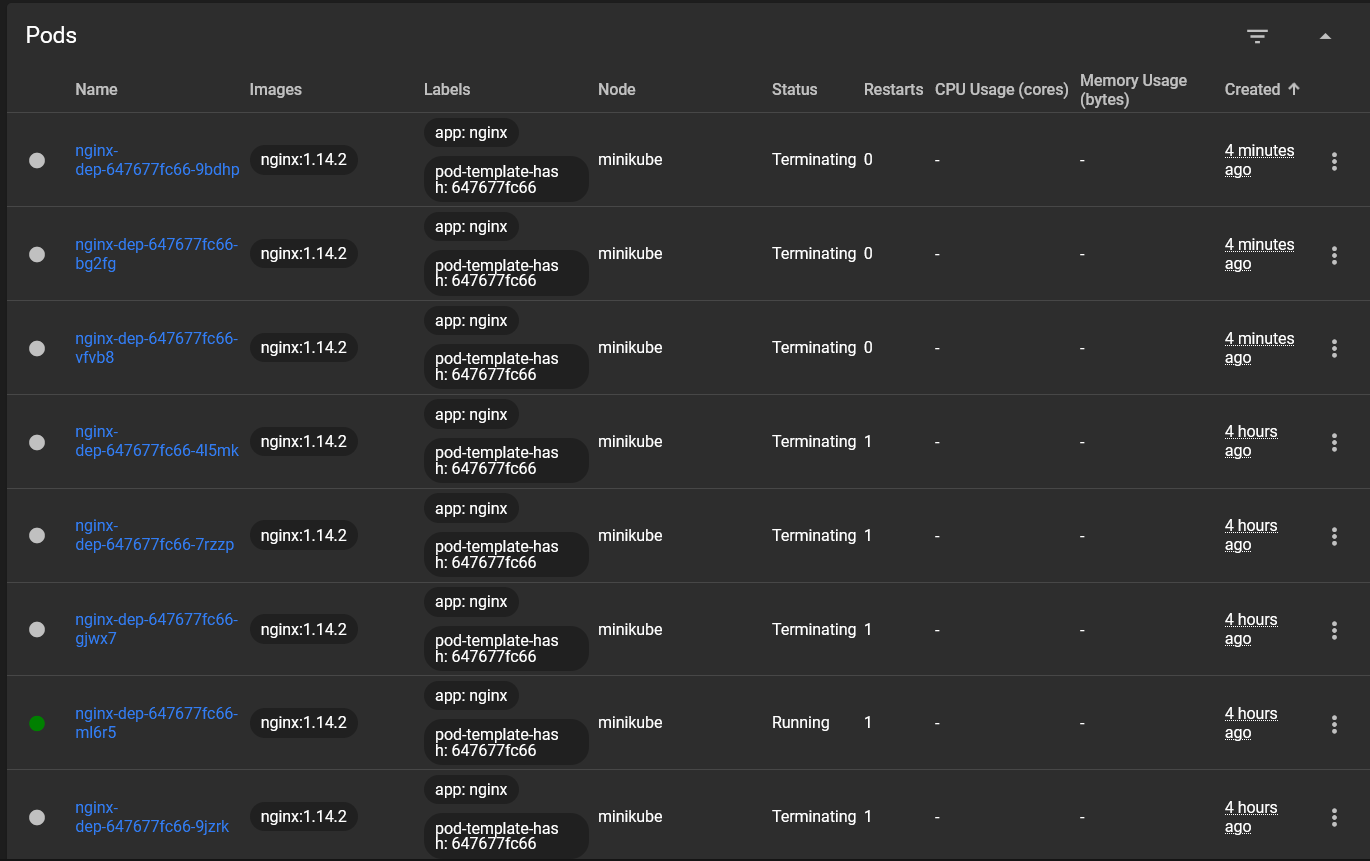 Pods
Name Images Labels Node Status Restarts CPU Usage (cores) Memory Usage (bytes) Created
nginx-
dep-647677fc66-9bdhp
nginx:1.14.2
app: nginx
pod-template-has
h: 647677fc66
minikube
Terminating 0 - -
4 minutes
ago
nginx-dep-647677fc66-
bg2fg
nginx:1.14.2
app: nginx
pod-template-has
h: 647677fc66
minikube
Terminating 0 - -
4 minutes
ago
nginx-dep-647677fc66-
vfvb8
nginx:1.14.2
app: nginx
pod-template-has
h: 647677fc66
minikube
Terminating 0 - -
4 minutes
ago
nginx-
dep-647677fc66-4l5mk
nginx:1.14.2
app: nginx
pod-template-has
h: 647677fc66
minikube
Terminating 1 - -
4 hours
ago
nginx-
dep-647677fc66-7rzzp
nginx:1.14.2
app: nginx
pod-template-has
h: 647677fc66
minikube
Terminating 1 - -
4 hours
ago
nginx-dep-647677fc66-
gjwx7
nginx:1.14.2
app: nginx
pod-template-has
h: 647677fc66
minikube
Terminating 1 - -
4 hours
ago
nginx-dep-647677fc66-
ml6r5
nginx:1.14.2
app: nginx
pod-template-has
h: 647677fc66
minikube
Running 1 - -
4 hours
ago
nginx-
dep-647677fc66-9jzrk
nginx:1.14.2
app: nginx
pod-template-has
h: 647677fc66
minikube
Terminating 1 - -
4 hours
ago